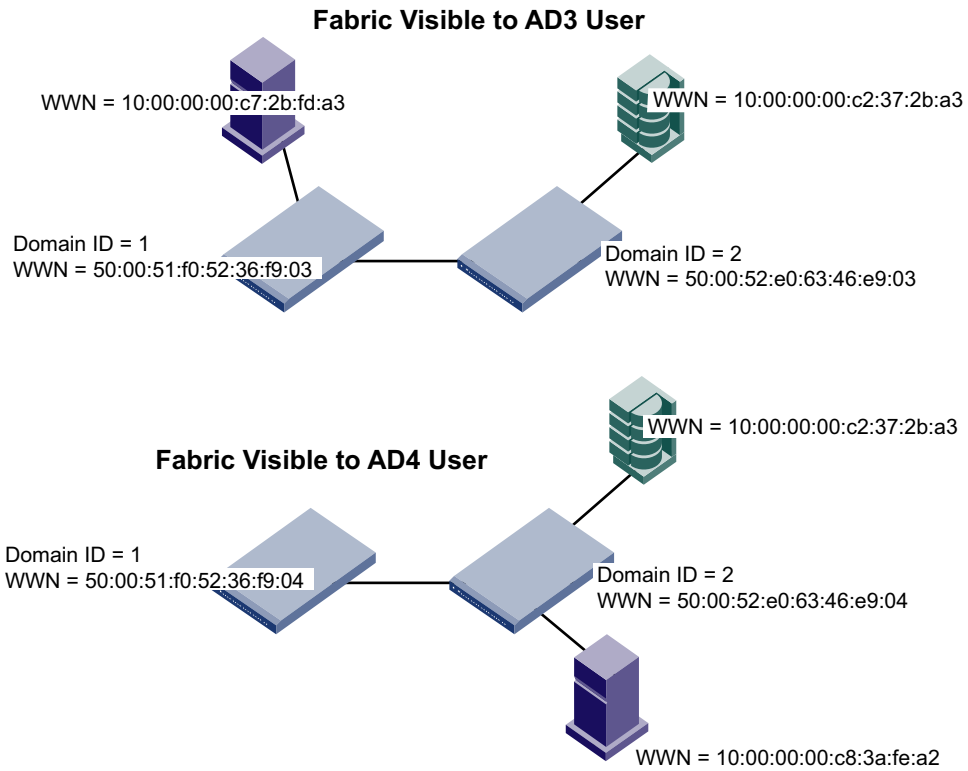 Fabric Visible to AD3 User
WWN = 10:00:00:00:c7:2b:fd:a3
WWN = 10:00:00:00:c2:37:2b:a3
Domain ID = 1
WWN = 50:00:51:f0:52:36:f9:03
Domain ID = 2
WWN = 50:00:52:e0:63:46:e9:03
WWN = 10:00:00:00:c2:37:2b:a3
Fabric Visible to AD4 User
Domain ID = 1
WWN = 50:00:51:f0:52:36:f9:04
Domain ID = 2
WWN = 50:00:52:e0:63:46:e9:04
WWN = 10:00:00:00:c8:3a:fe:a2